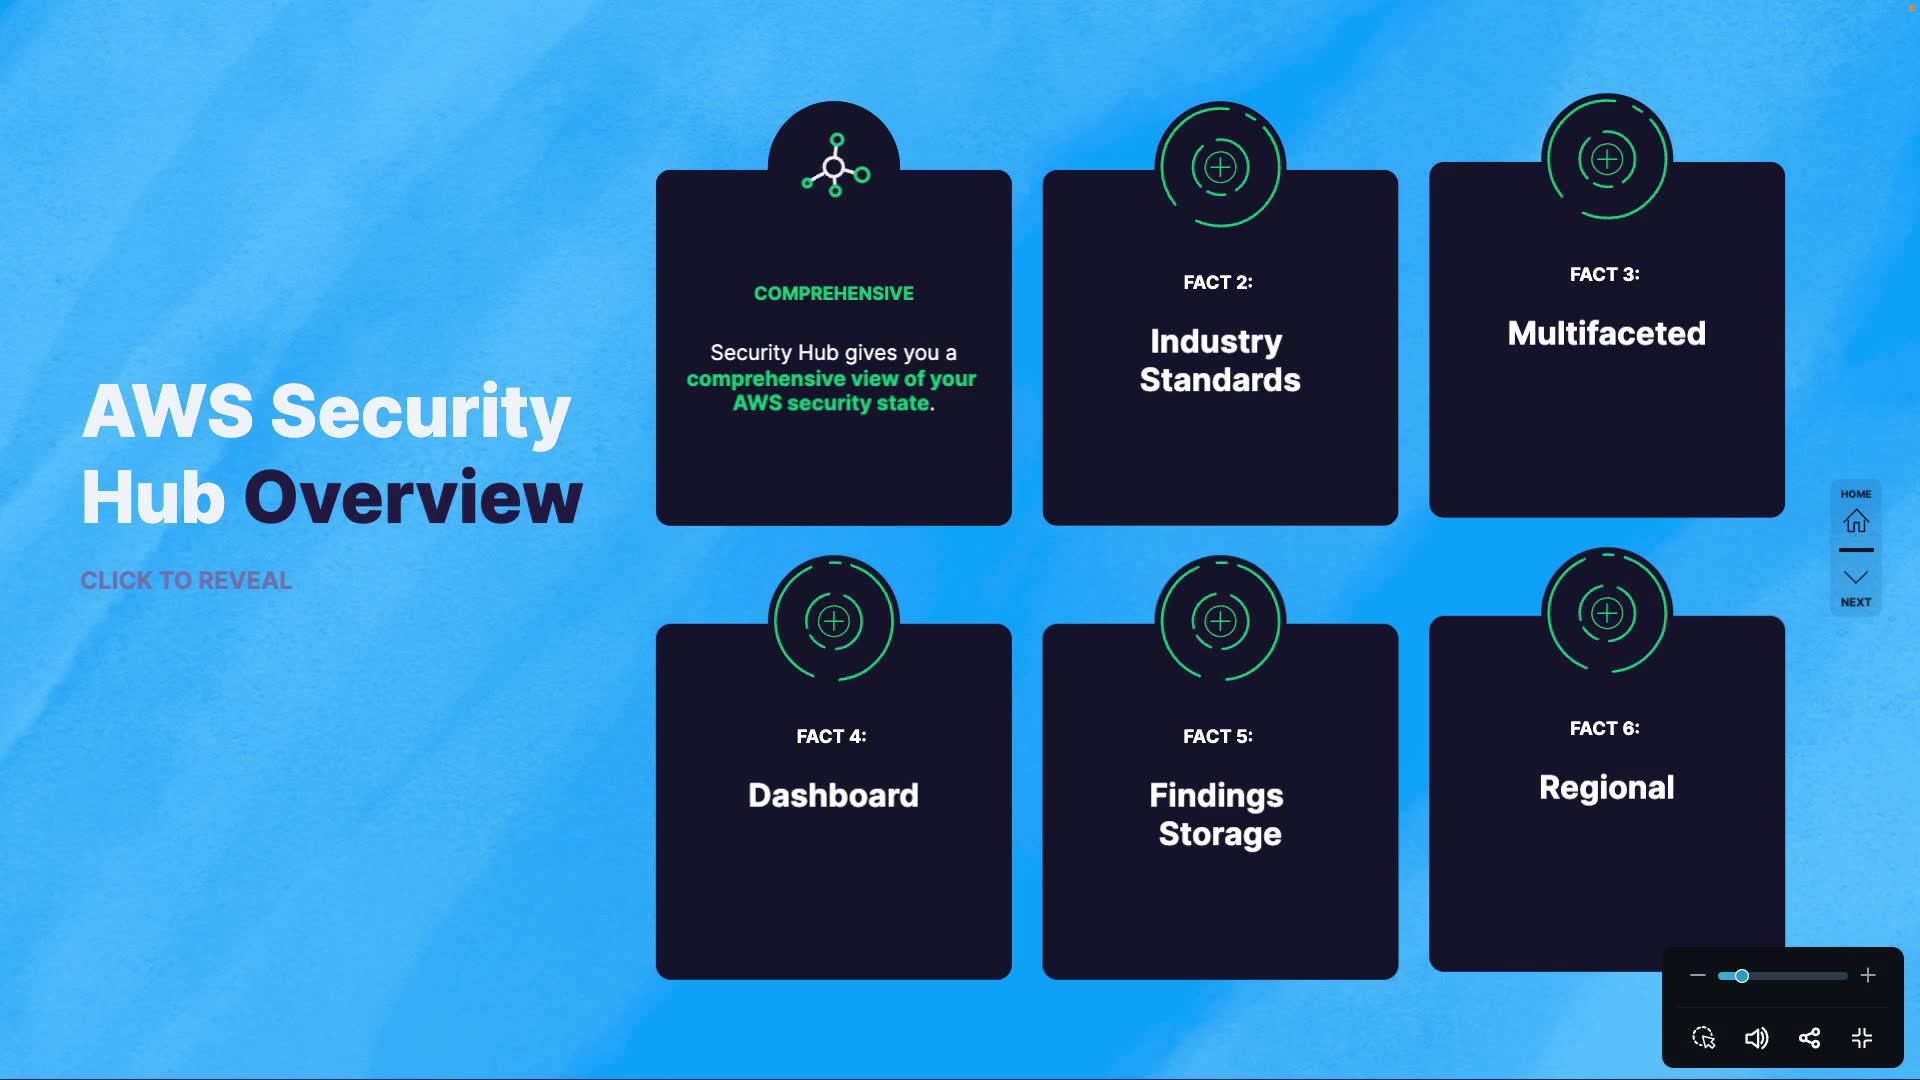 AWS Security
Hub Overview
CLICK TO REVEAL
COMPREHENSIVE
Security Hub gives you a
comprehensive view of your
AWS security state.
FACT 2:
Industry
Standards
FACT 3:
Multifaceted
FACT 4:
Dashboard
FACT 5:
Findings
Storage
FACT 6:
Regional
HOME
NEXT